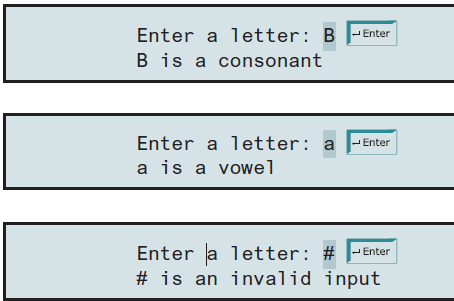 Enter a letter: B ↵Enter
B is a consonant
Enter a letter: a ↵Enter
a is a vowel
Enter a letter: # ↵Enter
# is an invalid input